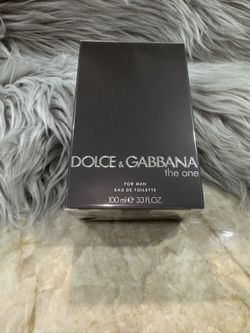 DOLCE & GABBANA
the one
FOR MEN
EAU DE TOILETTE
100 ml ℮ 3.3 FL.OZ.